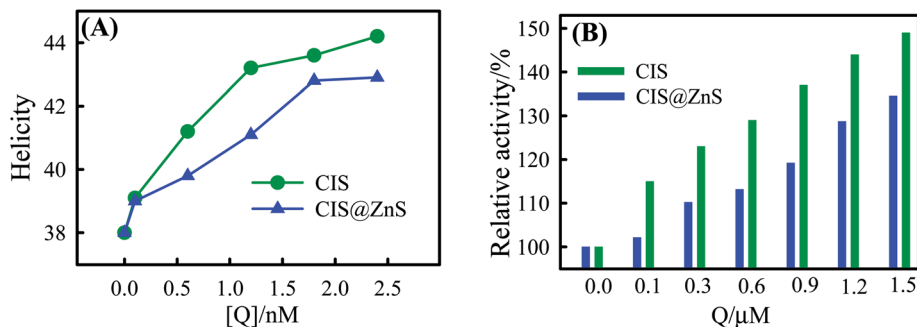 (A)
Helicity
44
42
40
38
CIS
CIS@ZnS
0.0 0.5 1.0 1.5 2.0 2.5
[Q]/nM
(B)
Relative activity/%
150
140
130
120
110
100
CIS
CIS@ZnS
0.0 0.1 0.3 0.6 0.9 1.2 1.5
Q/μM